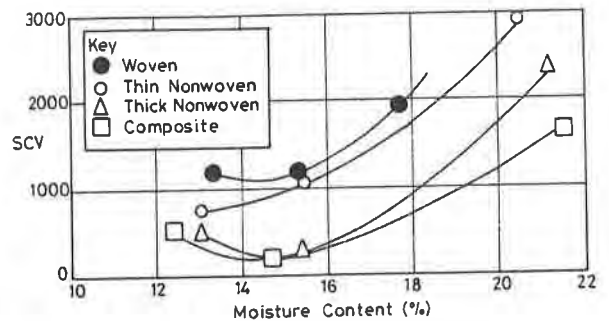 3000
2000
1000
0
SCV
Key
Woven
Thin Nonwoven
Thick Nonwoven
Composite
10 12 14 16 18 20 22
Moisture Content (%)